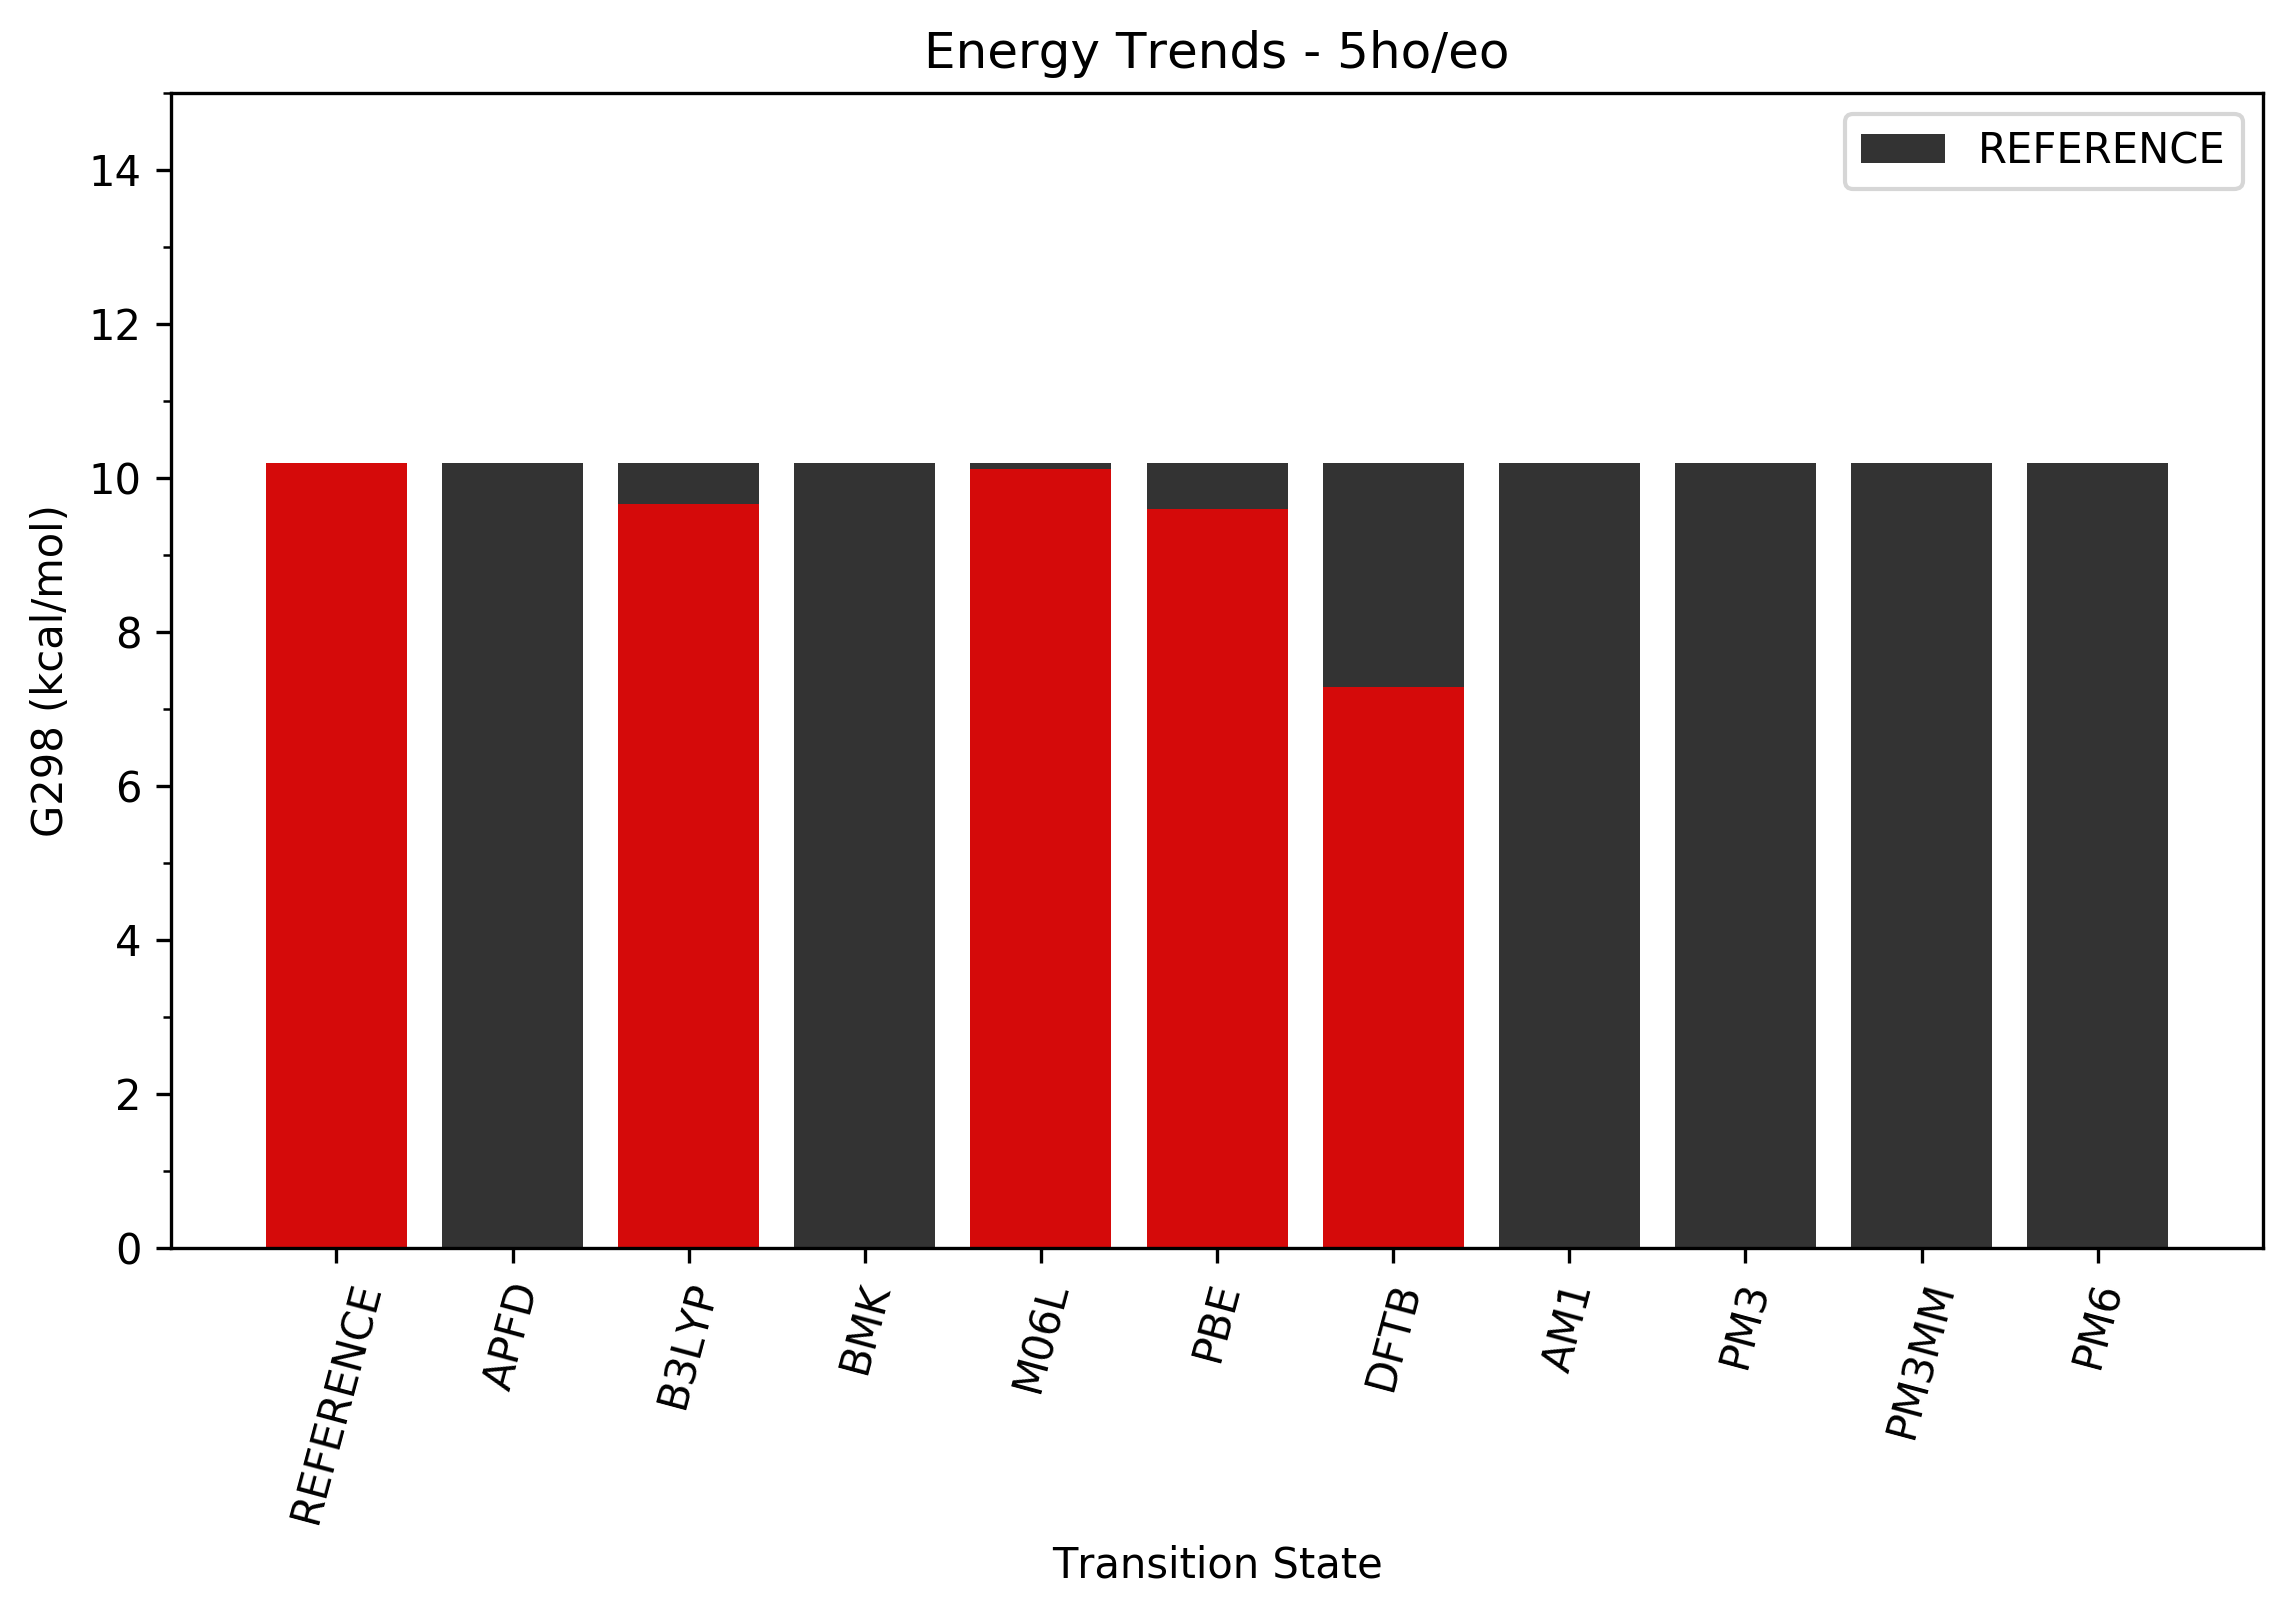 Energy Trends - 5ho/eo
REFERENCE
14
12
10
8
6
4
2
0
G298 (kcal/mol)
REFERENCE
APFD
B3LYP
BMK
M06L
PBE
DFTB
AM1
PM3
PM3MM
PM6
Transition State